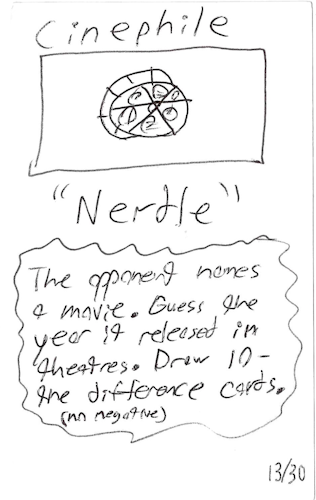 Cinephile
"Nerdle"
The opponent names
a movie. Guess the
year it released in
theatres. Draw 10-
the difference cards.
(nn negative)
13/30